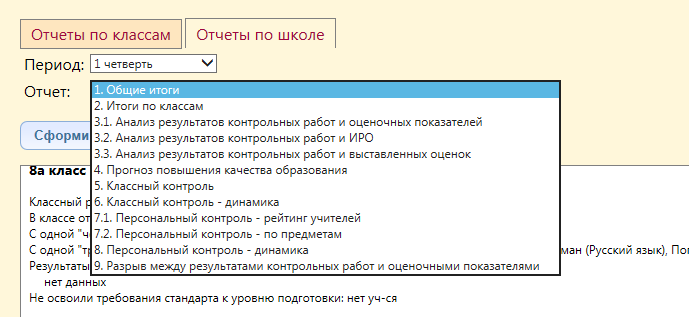 Отчеты по классам
Отчеты по школе
Период: 1 четверть
Отчет:
1. Общие итоги
2. Итоги по классам
3.1. Анализ результатов контрольных работ и оценочных показателей
3.2. Анализ результатов контрольных работ и ИРО
3.3. Анализ результатов контрольных работ и выставленных оценок
4. Прогноз повышения качества образования
5. Классный контроль
6. Классный контроль - динамика
7.1. Персональный контроль - рейтинг учителей
7.2. Персональный контроль - по предметам
8. Персональный контроль - динамика
9. Разрыв между результатами контрольных работ и оценочными показателями
Сформи
8а класс
Классный р
В классе от
С одной "ч
С одной "тр
ман (Русский язык), По
Результаты
нет данных
Не освоили требования стандарта к уровню подготовки: нет уч-ся